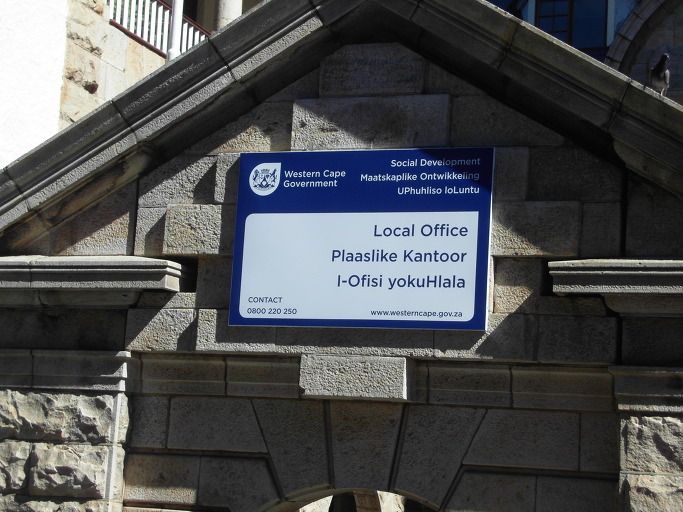 Western Cape
Government
Social Development
Maatskaplike Ontwikkeling
UPhuhliso loLuntu
Local Office
Plaaslike Kantoor
I-Ofisi yokuHlala
CONTACT
0800 220 250
www.westerncape.gov.za